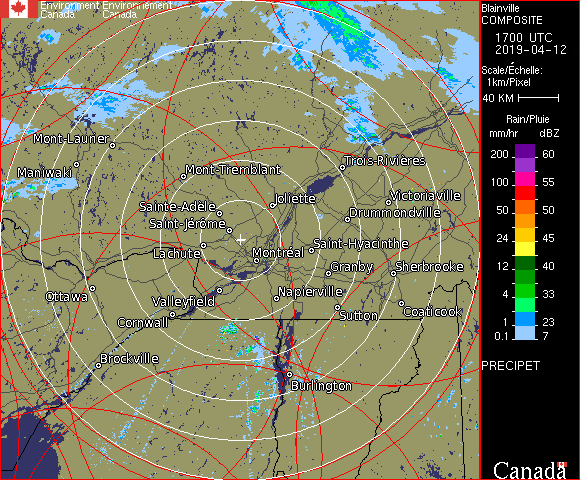 Environment Environnement
Canada Canada
Mont-Laurier
Maniwaki
Mont-Tremblant
Trois-Rivières
Joliette
Victoriaville
Sainte-Adèle
Drummondville
Saint-Jérôme
Saint-Hyacinthe
Lachute
Montréal
Granby
Sherbrooke
Ottawa
Valleyfield
Napierville
Coaticook
Cornwall
Sutton
Brockville
Burlington
Blainville
COMPOSITE
1700 UTC
2019-04-12
Scale/Échelle:
1km/Pixel
40 KM
Rain/Pluie
mm/hr dBZ
200 60
150 57
100 55
50 50
24 45
12 40
4 33
1 23
0.1 7
PRECIPET
Canada